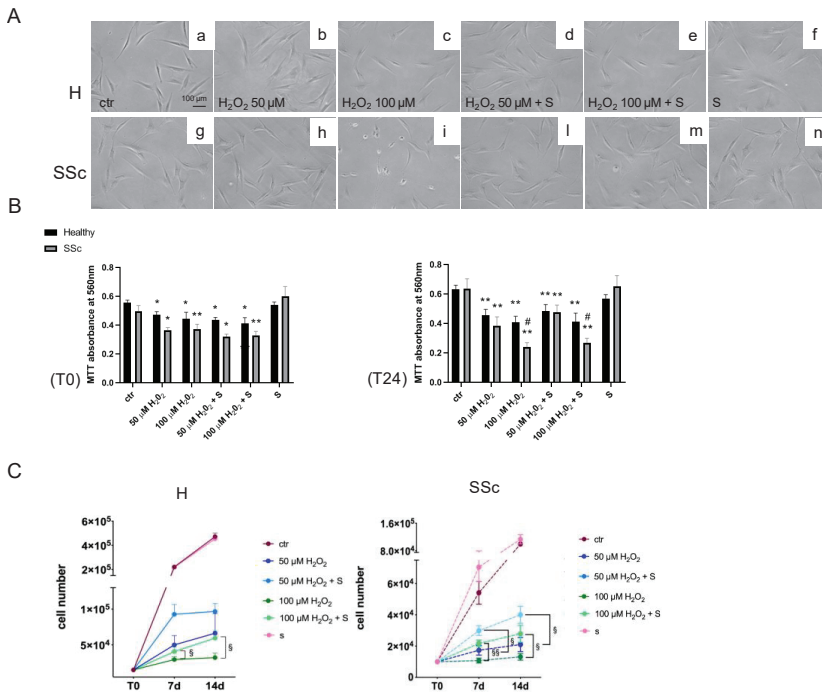 A
a b c d e f
H
ctr 100 µm H₂O₂ 50 µM H₂O₂ 100 µM H₂O₂ 50 µM + S H₂O₂ 100 µM + S S
g h i l m n
SSc
B
Healthy
SSc
MTT absorbance at 560nm
0.8
0.6
0.4
0.2
0.0
* * * ** * * * **
(T0)
ctr 50 µM H₂O₂ 100 µM H₂O₂ 50 µM H₂O₂ + S 100 µM H₂O₂ + S S
MTT absorbance at 560nm
0.8
0.6
0.4
0.2
0.0
** ** ** # ** ** ** ** # **
(T24)
ctr 50 µM H₂O₂ 100 µM H₂O₂ 50 µM H₂O₂ + S 100 µM H₂O₂ + S S
C
H
cell number
6×10⁵
4×10⁵
2×10⁵
1×10⁵
5×10⁴
§ §
T0 7d 14d
ctr
50 µM H₂O₂
50 µM H₂O₂ + S
100 µM H₂O₂
100 µM H₂O₂ + S
s
SSc
cell number
1.6×10⁵
8.0×10⁴
6×10⁴
4×10⁴
2×10⁴
0
§§ § § §
T0 7d 14d
ctr
50 µM H₂O₂
50 µM H₂O₂ + S
100 µM H₂O₂
100 µM H₂O₂ + S
s